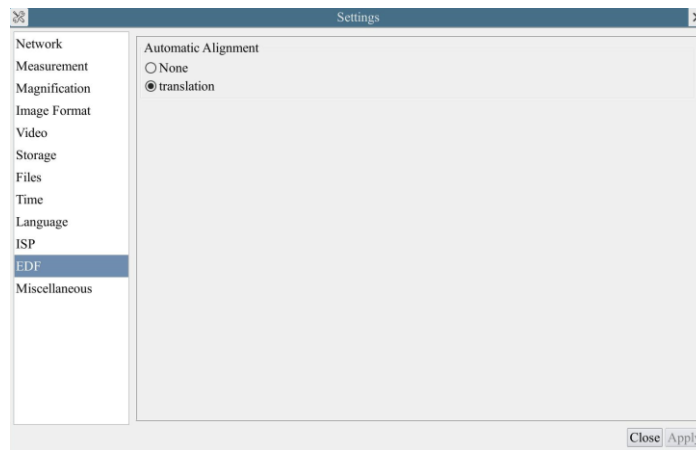 Settings
Network
Measurement
Magnification
Image Format
Video
Storage
Files
Time
Language
ISP
EDF
Miscellaneous
Automatic Alignment
None
translation
Close
Apply